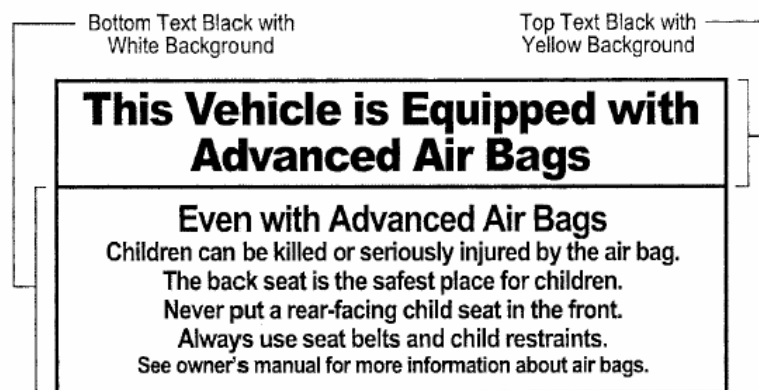 Bottom Text Black with
White Background
Top Text Black with
Yellow Background
This Vehicle is Equipped with
Advanced Air Bags
Even with Advanced Air Bags
Children can be killed or seriously injured by the air bag.
The back seat is the safest place for children.
Never put a rear-facing child seat in the front.
Always use seat belts and child restraints.
See owner's manual for more information about air bags.